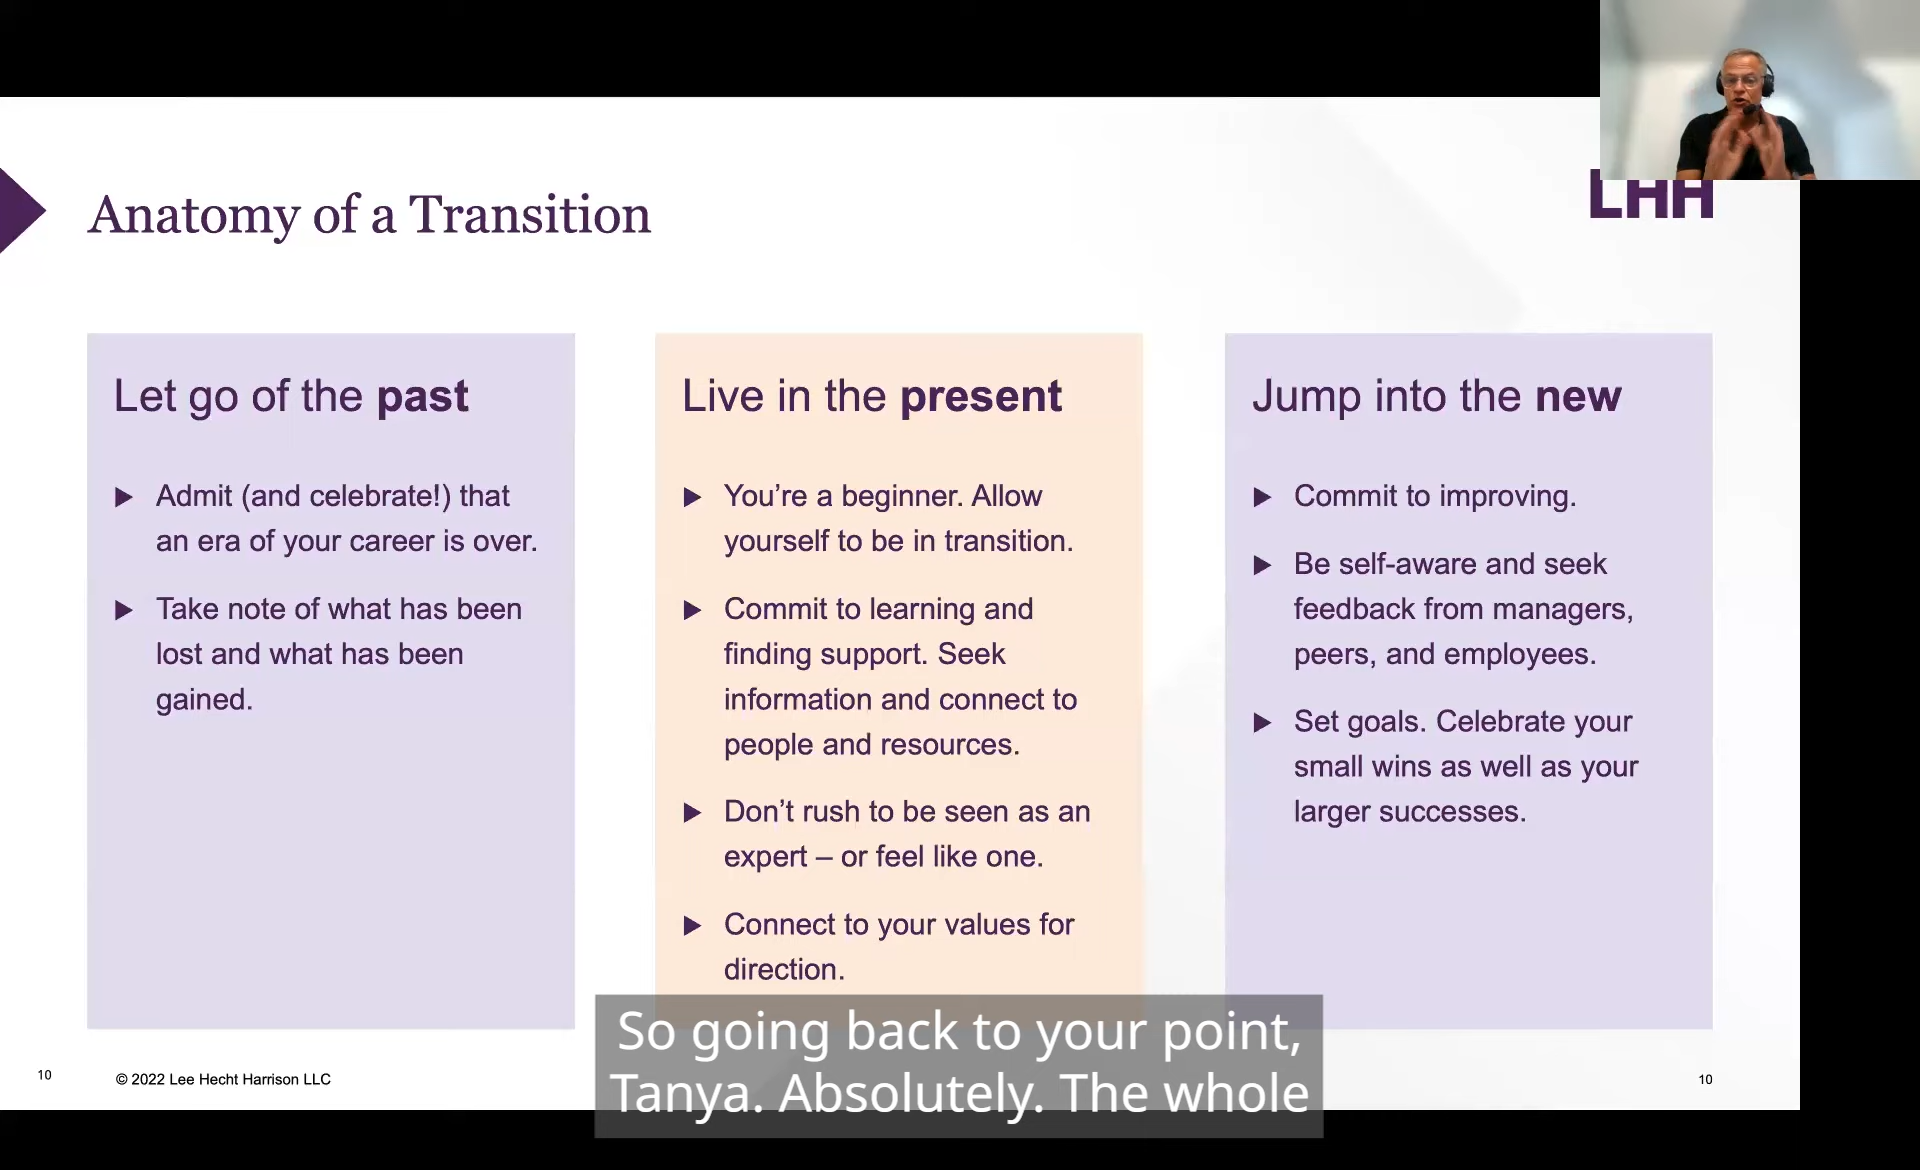 Anatomy of a Transition
LHH
Let go of the past
▶ Admit (and celebrate!) that
an era of your career is over.
▶ Take note of what has been
lost and what has been
gained.
Live in the present
▶ You’re a beginner. Allow
yourself to be in transition.
▶ Commit to learning and
finding support. Seek
information and connect to
people and resources.
▶ Don’t rush to be seen as an
expert – or feel like one.
▶ Connect to your values for
direction.
Jump into the new
▶ Commit to improving.
▶ Be self-aware and seek
feedback from managers,
peers, and employees.
▶ Set goals. Celebrate your
small wins as well as your
larger successes.
So going back to your point,
Tanya. Absolutely. The whole
10
© 2022 Lee Hecht Harrison LLC
10